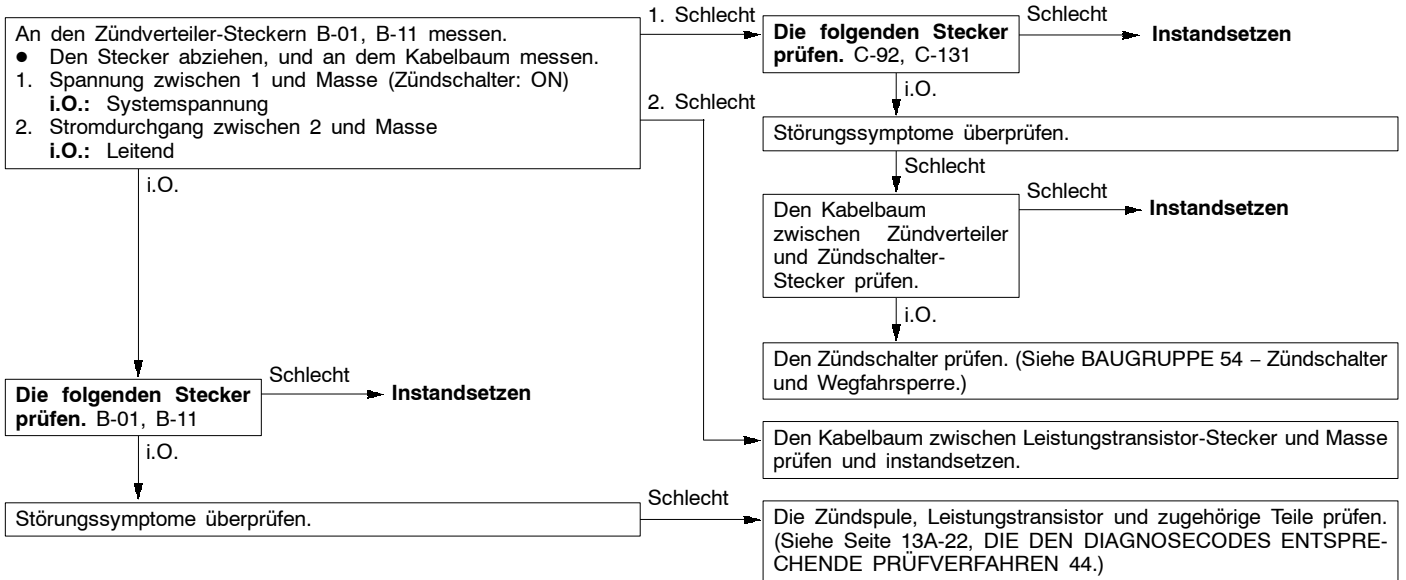 An den Zündverteiler-Steckern B-01, B-11 messen.
● Den Stecker abziehen, und an dem Kabelbaum messen.
1. Spannung zwischen 1 und Masse (Zündschalter: ON)
i.O.: Systemspannung
2. Stromdurchgang zwischen 2 und Masse
i.O.: Leitend
1. Schlecht
Die folgenden Stecker
prüfen. C-92, C-131
Schlecht
Instandsetzen
i.O.
2. Schlecht
Störungssymptome überprüfen.
Schlecht
i.O.
Den Kabelbaum
zwischen Zündverteiler
und Zündschalter-
Stecker prüfen.
Schlecht
Instandsetzen
i.O.
Den Zündschalter prüfen. (Siehe BAUGRUPPE 54 – Zündschalter
und Wegfahrsperre.)
Die folgenden Stecker
prüfen. B-01, B-11
Schlecht
Instandsetzen
Den Kabelbaum zwischen Leistungstransistor-Stecker und Masse
prüfen und instandsetzen.
i.O.
Störungssymptome überprüfen.
Schlecht
Die Zündspule, Leistungstransistor und zugehörige Teile prüfen.
(Siehe Seite 13A-22, DIE DEN DIAGNOSECODES ENTSPRE-
CHENDE PRÜFVERFAHREN 44.)